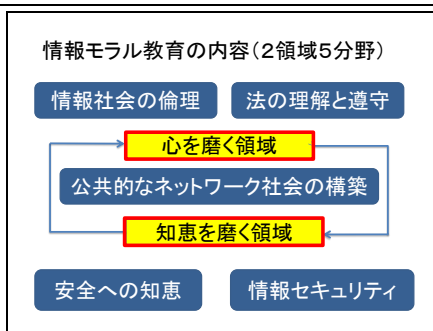 情報モラル教育の内容(2領域5分野)
情報社会の倫理
法の理解と遵守
心を磨く領域
公共的なネットワーク社会の構築
知恵を磨く領域
安全への知恵
情報セキュリティ